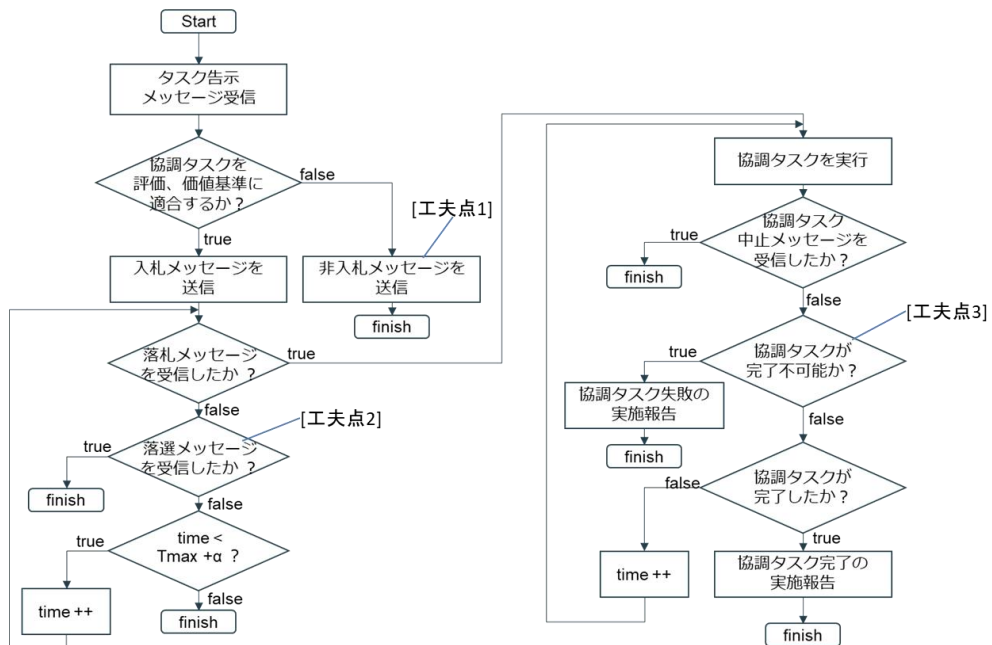 Start
タスク告示
メッセージ受信
協調タスクを
評価、価値基準に
適合するか？
false
true
[工夫点1]
入札メッセージを
送信
非入札メッセージを
送信
finish
落札メッセージ
を受信したか ？
true
false
[工夫点2]
落選メッセージ
を受信したか ？
true
finish
false
time <
Tmax +α ？
true
time ++
false
finish
協調タスクを実行
協調タスク
中止メッセージを
受信したか？
true
finish
false
[工夫点3]
協調タスクが
完了不可能か？
true
協調タスク失敗の
実施報告
finish
false
協調タスクが
完了したか？
false
time ++
true
協調タスク完了の
実施報告
finish